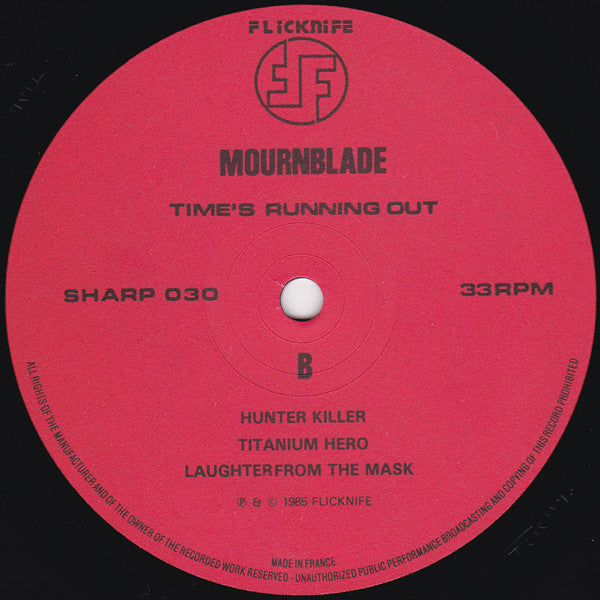 FLICKNIFE
MOURNBLADE
TIME'S RUNNING OUT
SHARP 030
33RPM
B
HUNTER KILLER
TITANIUM HERO
LAUGHTER FROM THE MASK
℗ & © 1985 FLICKNIFE
ALL RIGHTS OF THE MANUFACTURER AND OF THE OWNER OF THE RECORDED WORK RESERVED - UNAUTHORIZED PUBLIC PERFORMANCE BROADCASTING AND COPYING OF THIS RECORD PROHIBITED
MADE IN FRANCE